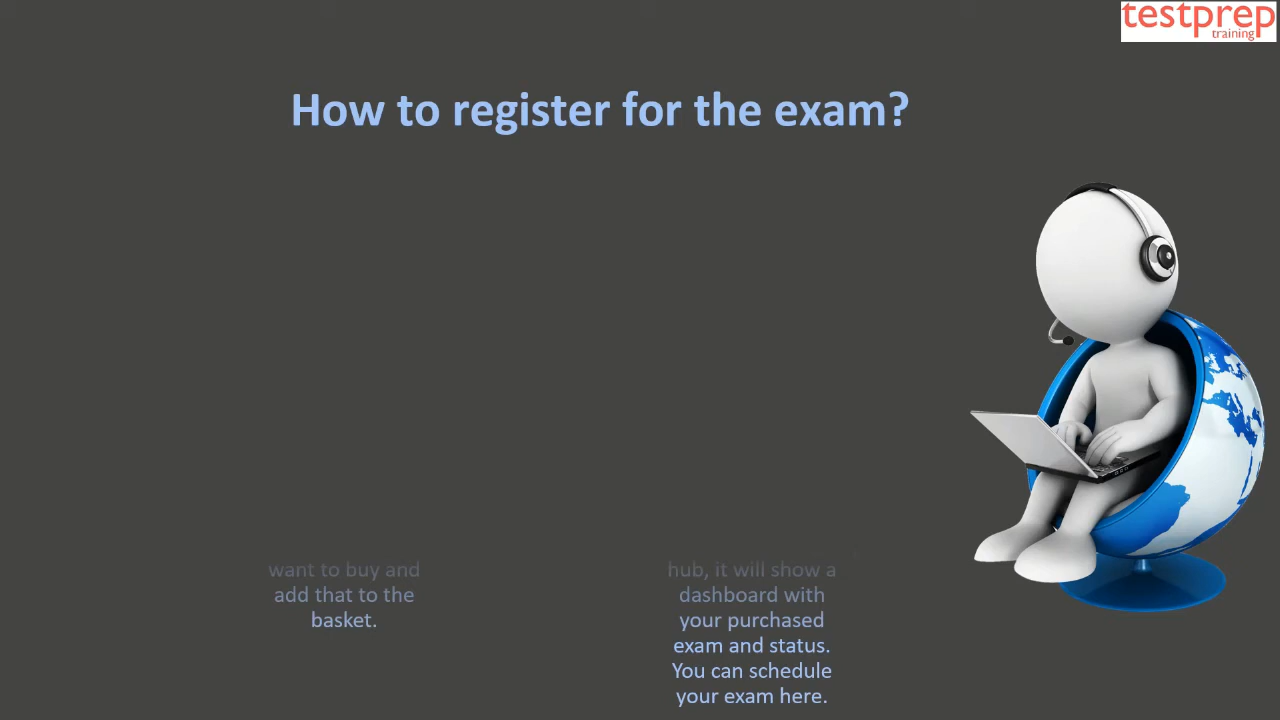 testprep
training
How to register for the exam?
want to buy and
add that to the
basket.
hub, it will show a
dashboard with
your purchased
exam and status.
You can schedule
your exam here.